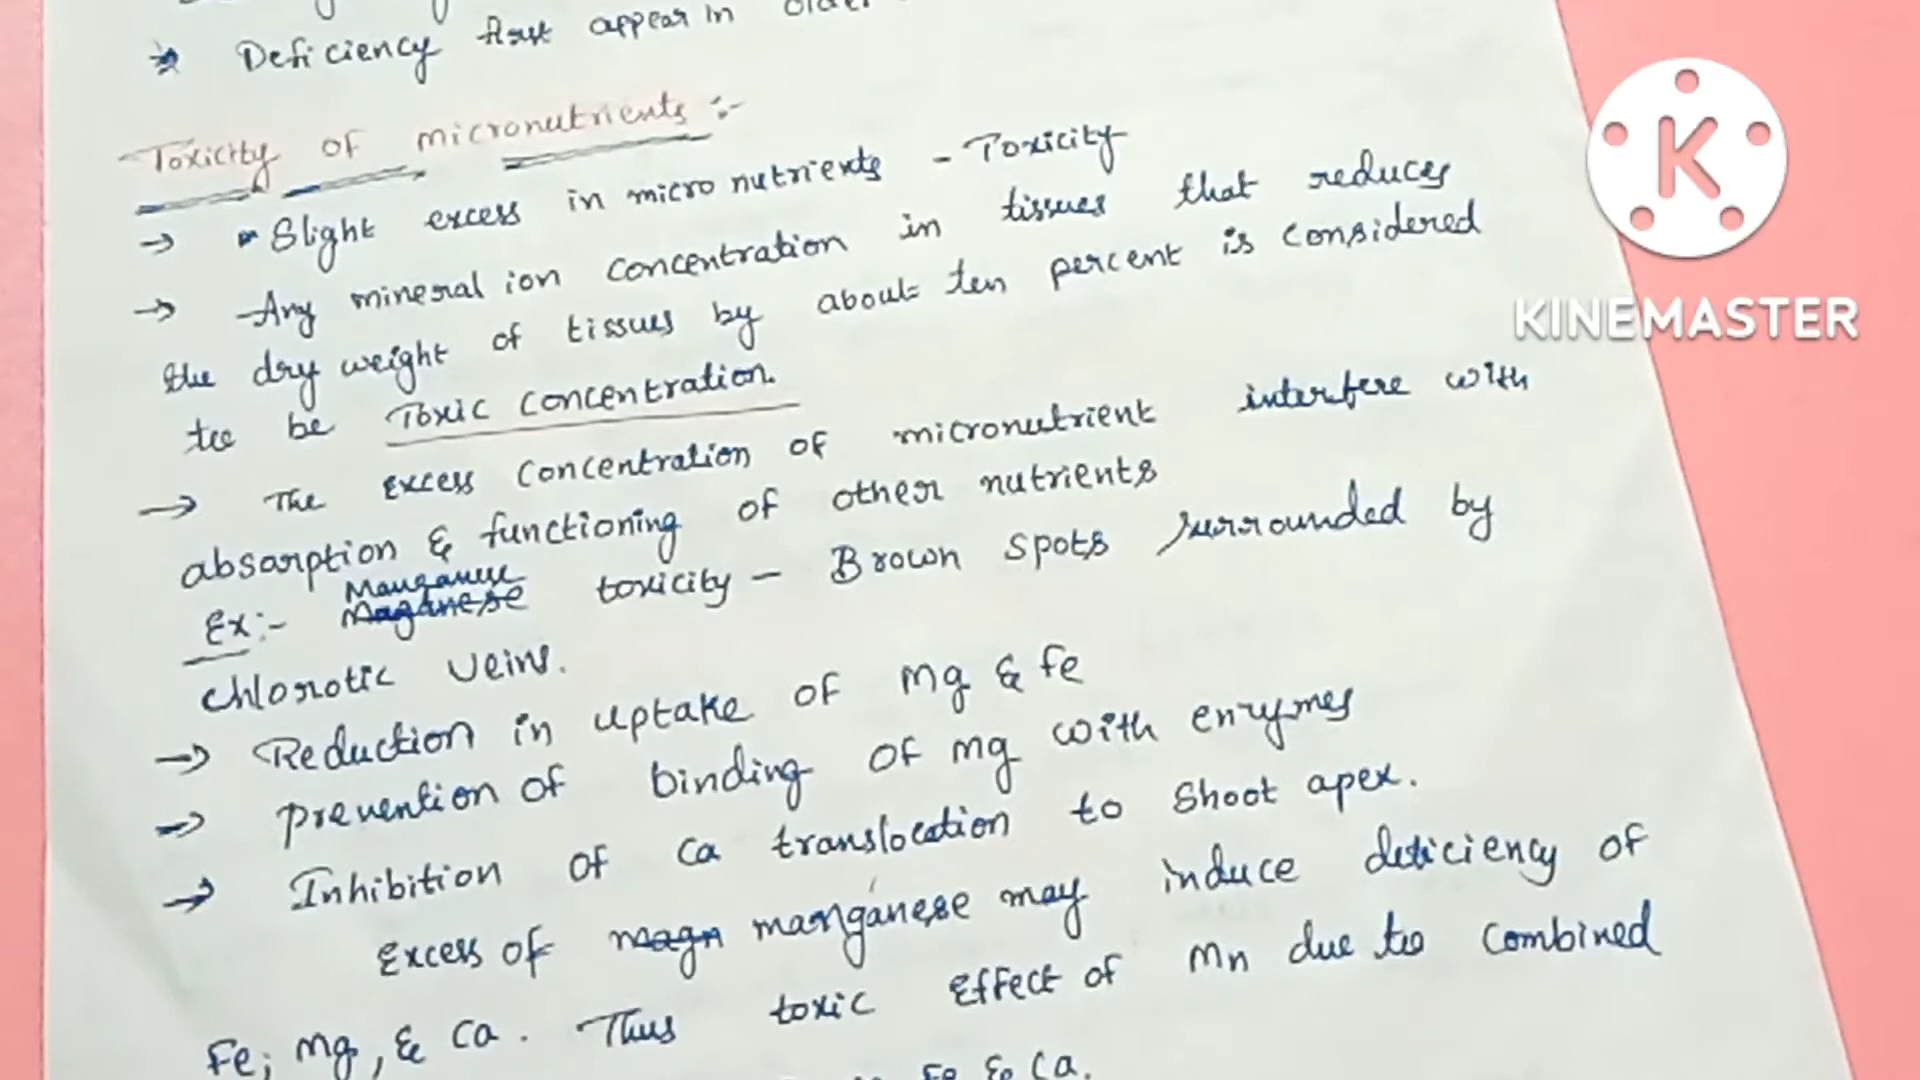 * Deficiency first appear in older
Toxicity of micronutrients :-
→ Slight excess in micro nutrients - Toxicity
→ Any mineral ion concentration in tissues that reduces
the dry weight of tissues by about ten percent is considered
to be Toxic concentration.
→ The excess concentration of micronutrient interfere with
absorption & functioning of other nutrients
Ex:- Manganese toxicity - Brown spots surrounded by
chlorotic veins.
→ Reduction in uptake of Mg & Fe
→ prevention of binding of mg with enzymes
→ Inhibition of Ca translocation to Shoot apex.
Excess of magn manganese may induce deficiency of
Fe, Mg, & Ca. Thus toxic Effect of Mn due to combined
Fe & Ca.
K
KINEMASTER